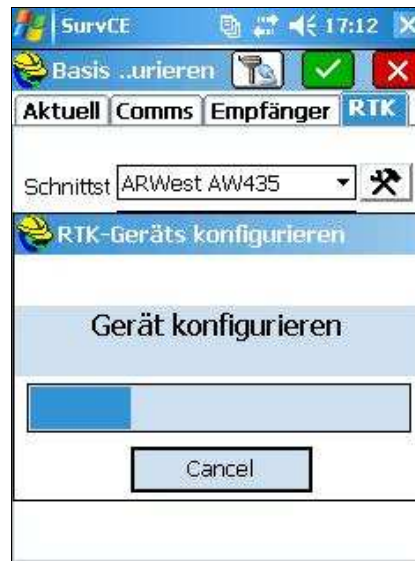 SurvCE 17:12
Basis ..urieren
Aktuell Comms Empfänger RTK
Schnittst ARWest AW435
RTK-Geräts konfigurieren
Gerät konfigurieren
Cancel